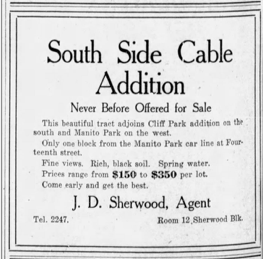 South Side Cable
Addition
Never Before Offered for Sale
This beautiful tract adjoins Cliff Park addition on the
south and Manito Park on the west.
Only one block from the Manito Park car line at Four-
teenth street.
Fine views. Rich, black soil. Spring water.
Prices range from $150 to $350 per lot.
Come early and get the best.
J. D. Sherwood, Agent
Tel. 2247. Room 12, Sherwood Blk.